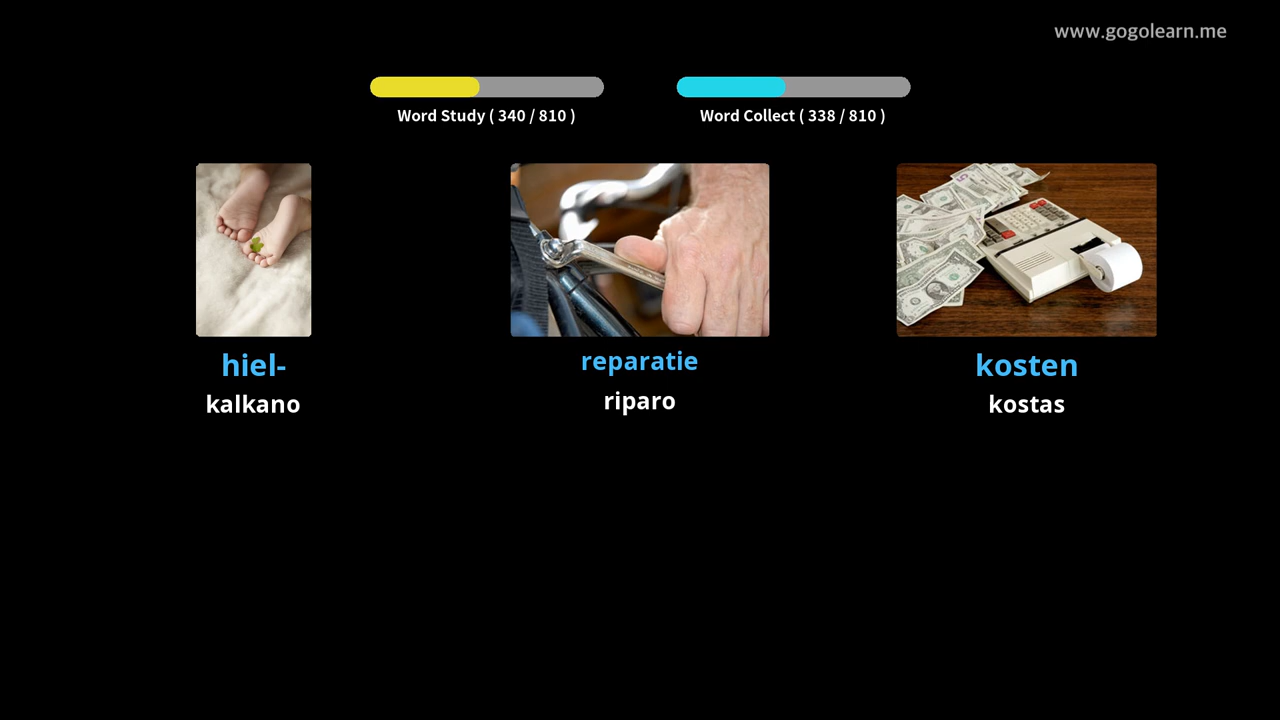 www.gogolearn.me
Word Study ( 340 / 810 )
Word Collect ( 338 / 810 )
hiel-
kalkano
reparatie
riparo
kosten
kostas